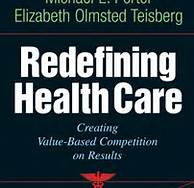 Michael E. Porter
Elizabeth Olmsted Teisberg
Redefining
Health Care
Creating
Value-Based Competition
on Results